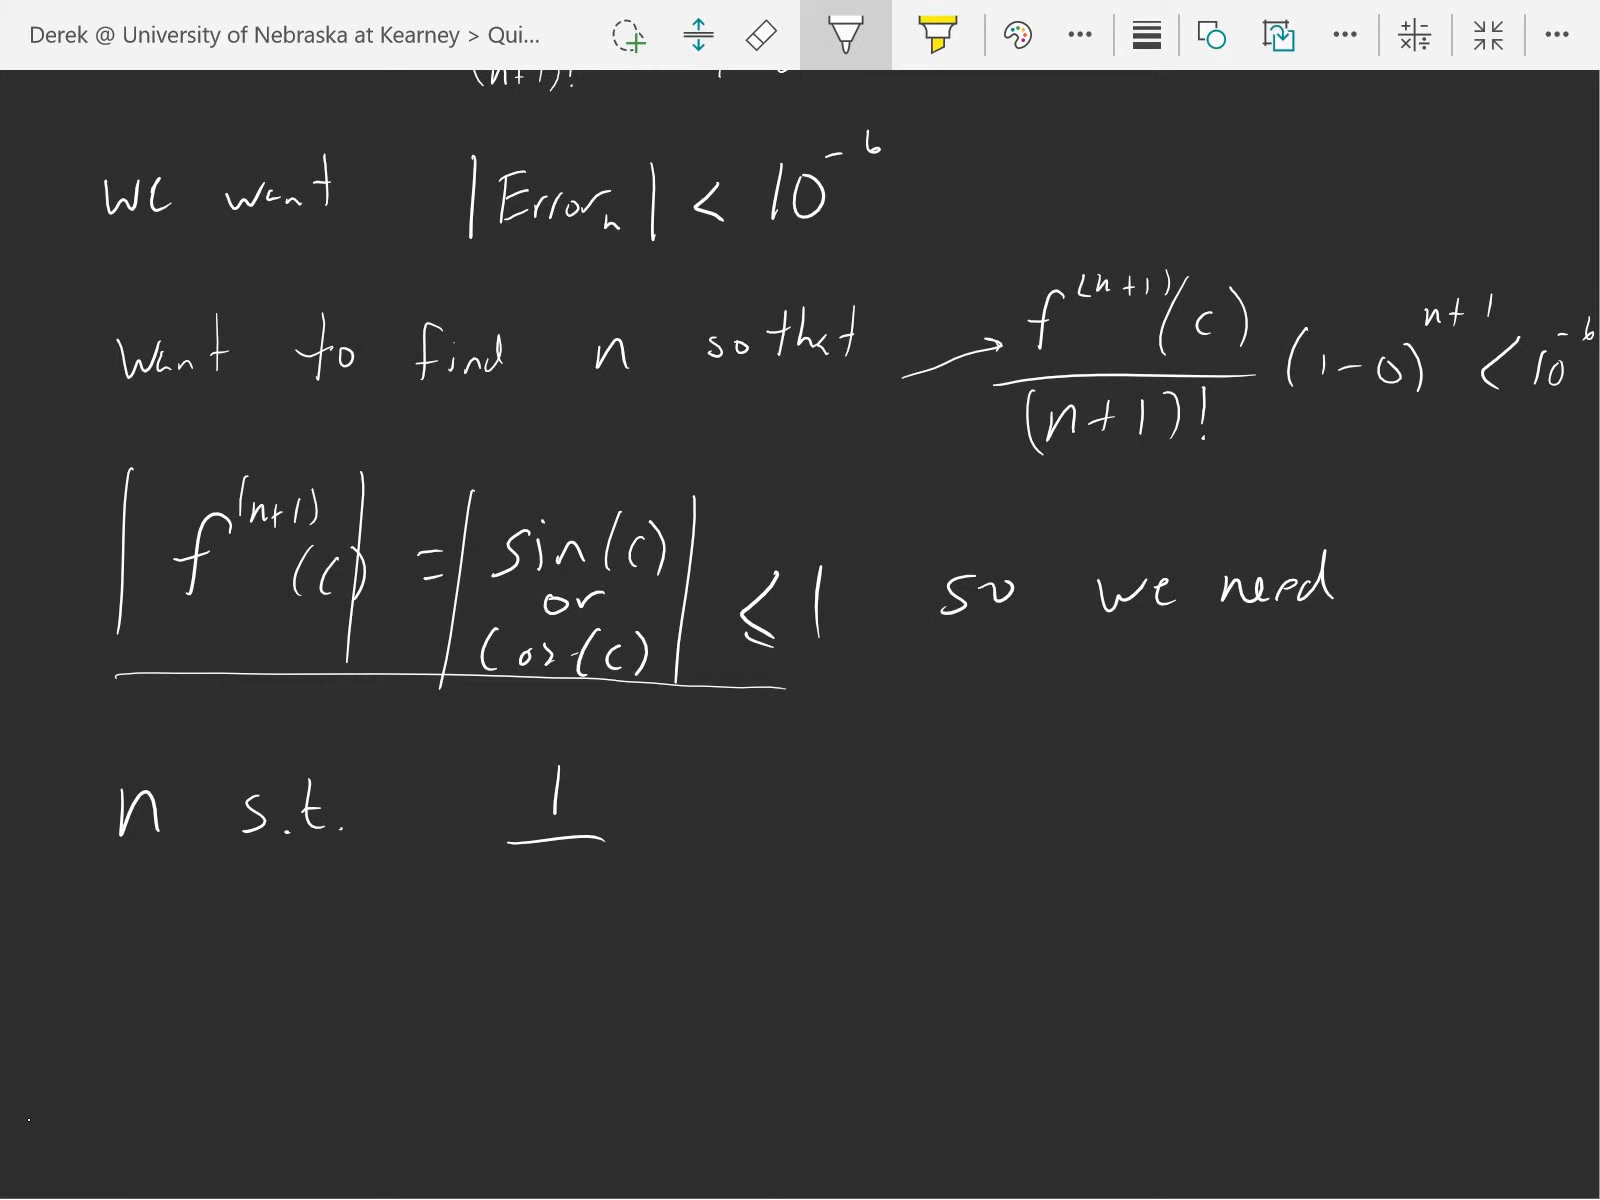 Derek @ University of Nebraska at Kearney > Qui...
(n+1)!
we want |Error_n| < 10^-6
want to find n so that → f^(n+1)(c) / (n+1)! (1-0)^n+1 < 10^-6
|f^(n+1)(c)| = |sin(c) or cos(c)| ≤ 1 so we need
n s.t. 1